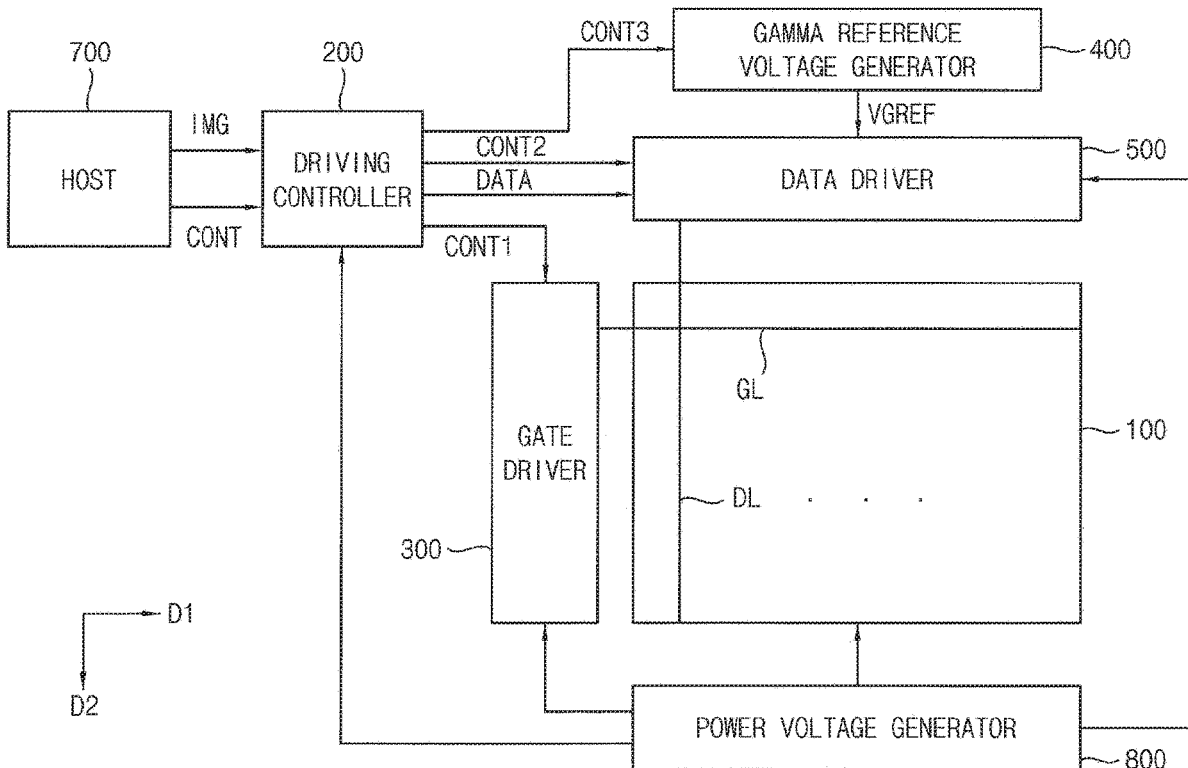 CONT3
GAMMA REFERENCE
VOLTAGE GENERATOR
400
700
200
VGREF
IMG
HOST
CONT
DRIVING
CONTROLLER
CONT2
DATA
CONT1
DATA DRIVER
500
GATE
DRIVER
300
GL
DL
. . .
100
D1
D2
POWER VOLTAGE GENERATOR
800